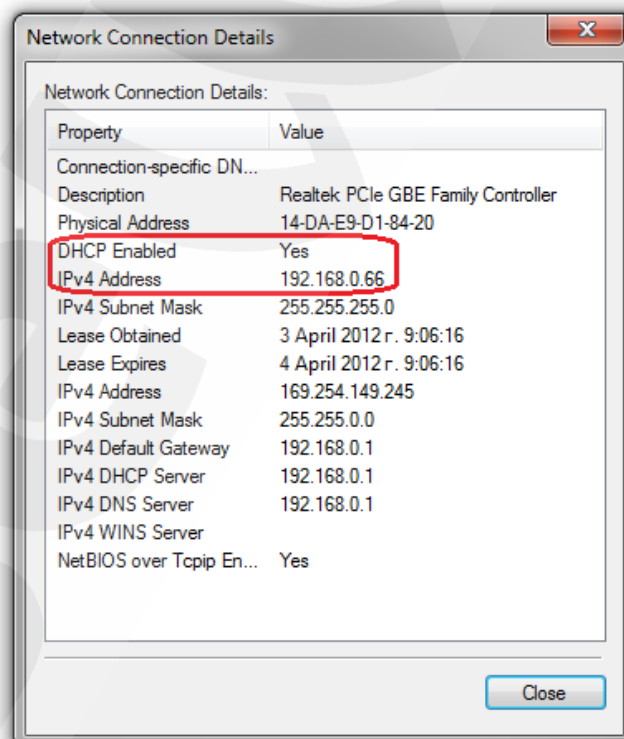 Network Connection Details
Network Connection Details:
Property Value
Connection-specific DN...
Description Realtek PCIe GBE Family Controller
Physical Address 14-DA-E9-D1-84-20
DHCP Enabled Yes
IPv4 Address 192.168.0.66
IPv4 Subnet Mask 255.255.255.0
Lease Obtained 3 April 2012 г. 9:06:16
Lease Expires 4 April 2012 г. 9:06:16
IPv4 Address 169.254.149.245
IPv4 Subnet Mask 255.255.0.0
IPv4 Default Gateway 192.168.0.1
IPv4 DHCP Server 192.168.0.1
IPv4 DNS Server 192.168.0.1
IPv4 WINS Server
NetBIOS over Tcpip En... Yes
Close